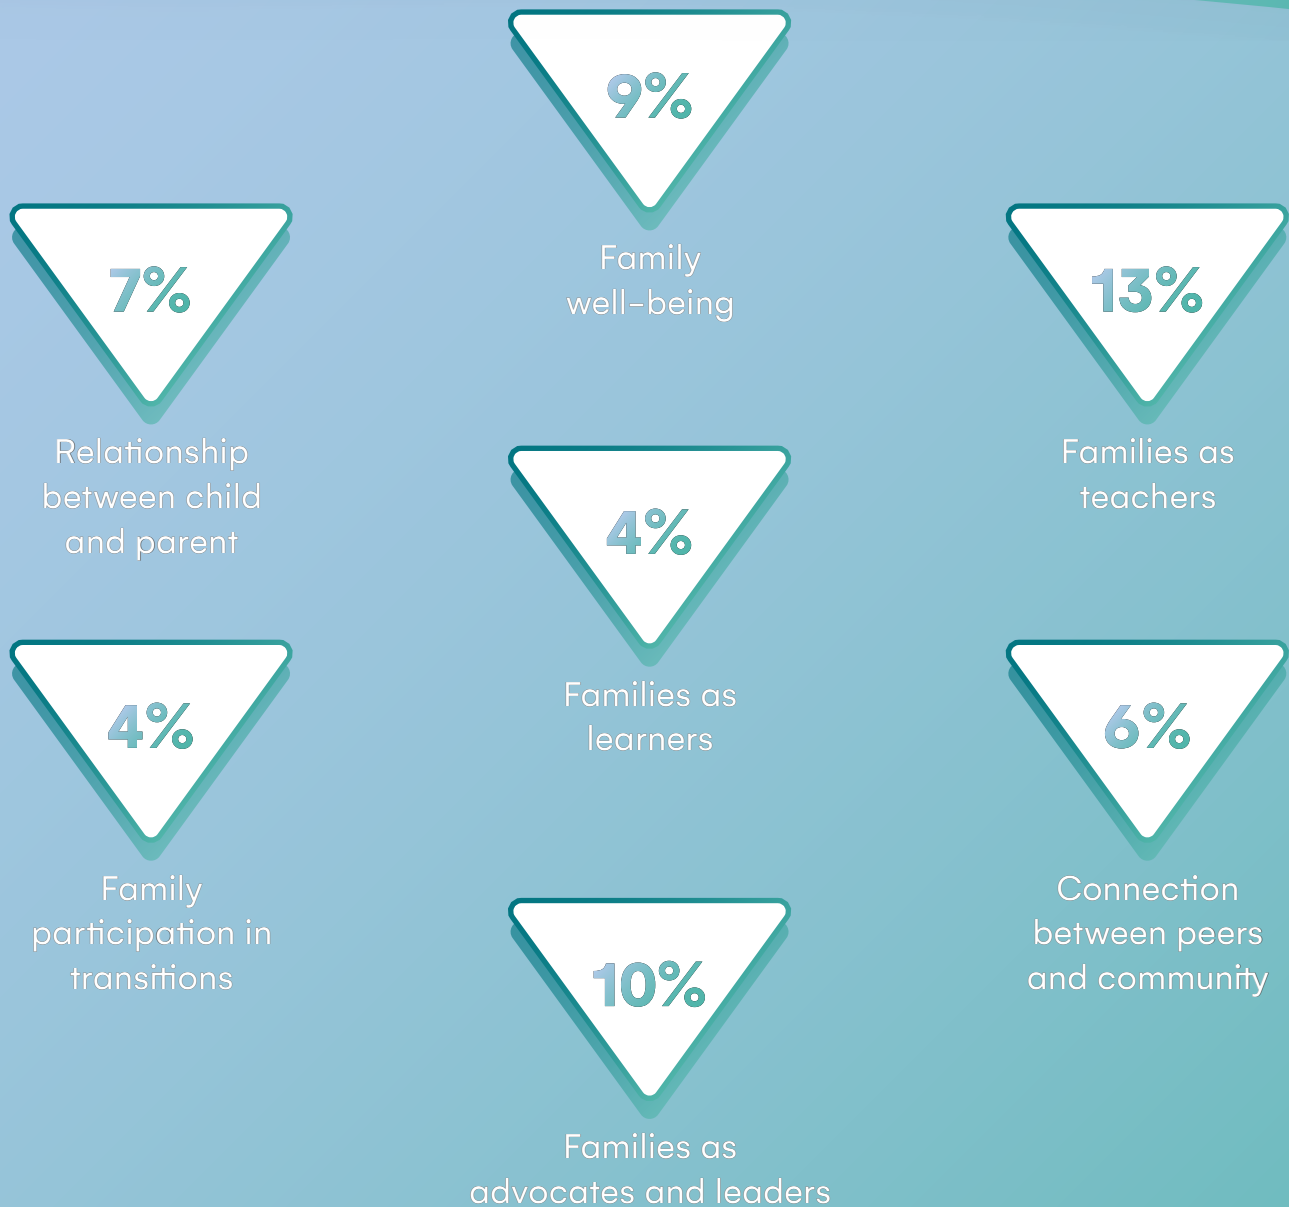 9%
Family
well-being
7%
Relationship
between child
and parent
13%
Families as
teachers
4%
Families as
learners
4%
Family
participation in
transitions
6%
Connection
between peers
and community
10%
Families as
advocates and leaders